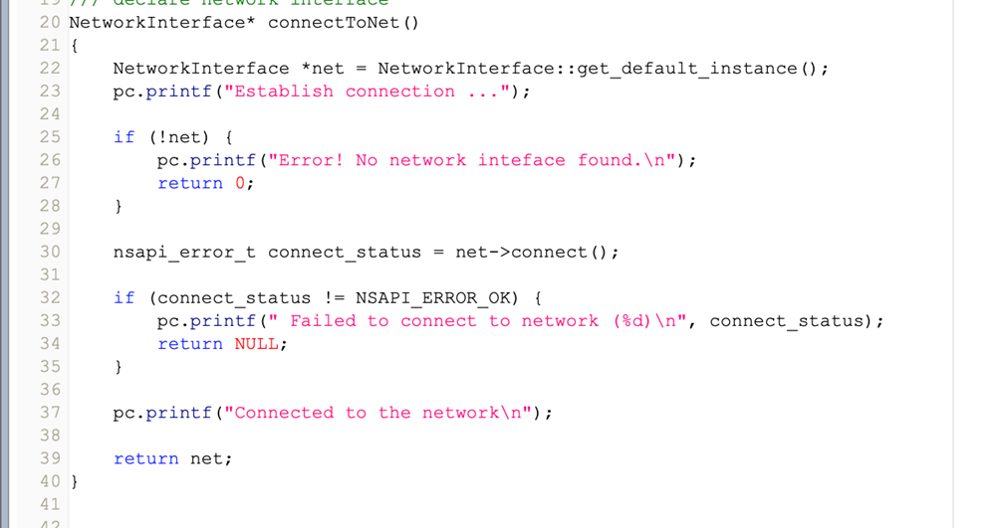 19 /// declare network interface
20 NetworkInterface* connectToNet()
21 {
22     NetworkInterface *net = NetworkInterface::get_default_instance();
23     pc.printf("Establish connection ...");
24
25     if (!net) {
26         pc.printf("Error! No network inteface found.\n");
27         return 0;
28     }
29
30     nsapi_error_t connect_status = net->connect();
31
32     if (connect_status != NSAPI_ERROR_OK) {
33         pc.printf(" Failed to connect to network (%d)\n", connect_status);
34         return NULL;
35     }
36
37     pc.printf("Connected to the network\n");
38
39     return net;
40 }
41
42